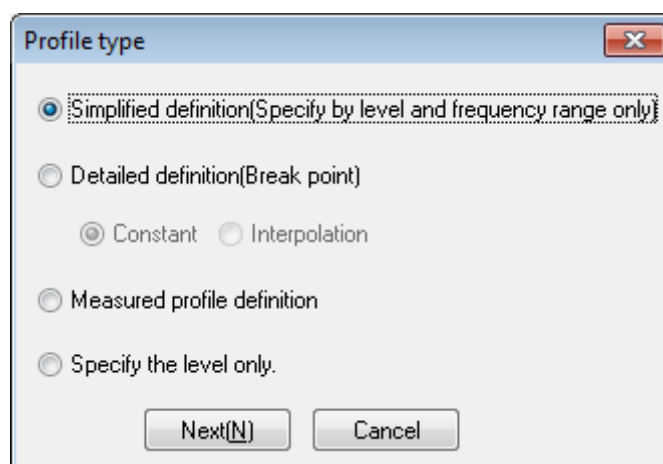 Profile type
Simplified definition(Specify by level and frequency range only)
Detailed definition(Break point)
Constant Interpolation
Measured profile definition
Specify the level only.
Next(N) Cancel